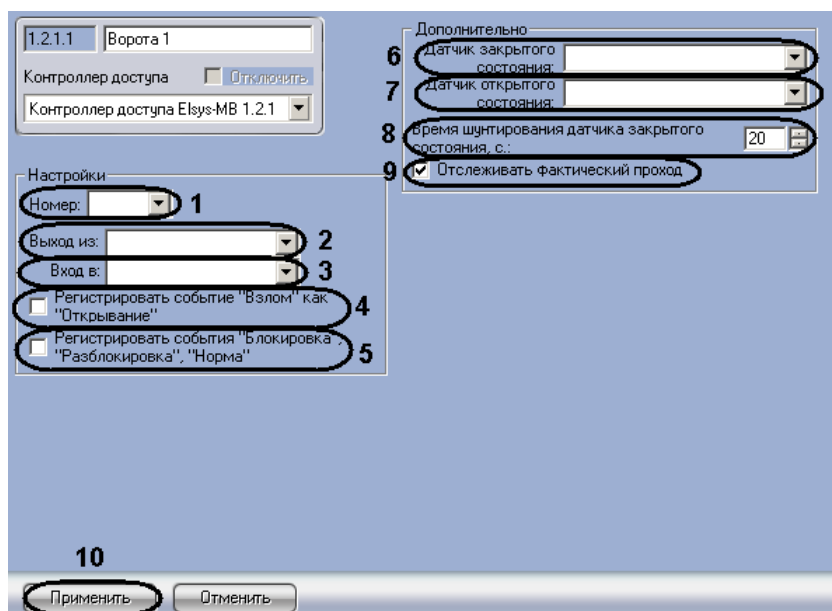 1.2.1.1 Ворота 1
Контроллер доступа Отключить
Контроллер доступа Elsys-MB 1.2.1
Настройки
Номер: 1
Выход из: 2
Вход в: 3
Регистрировать событие "Взлом" как
"Открывание" 4
Регистрировать события "Блокировка",
"Разблокировка", "Норма" 5
Дополнительно
6 Датчик закрытого
состояния:
7 Датчик открытого
состояния:
8 Время шунтирования датчика закрытого
состояния, с.: 20
9 Отслеживать фактический проход
10
Применить Отменить